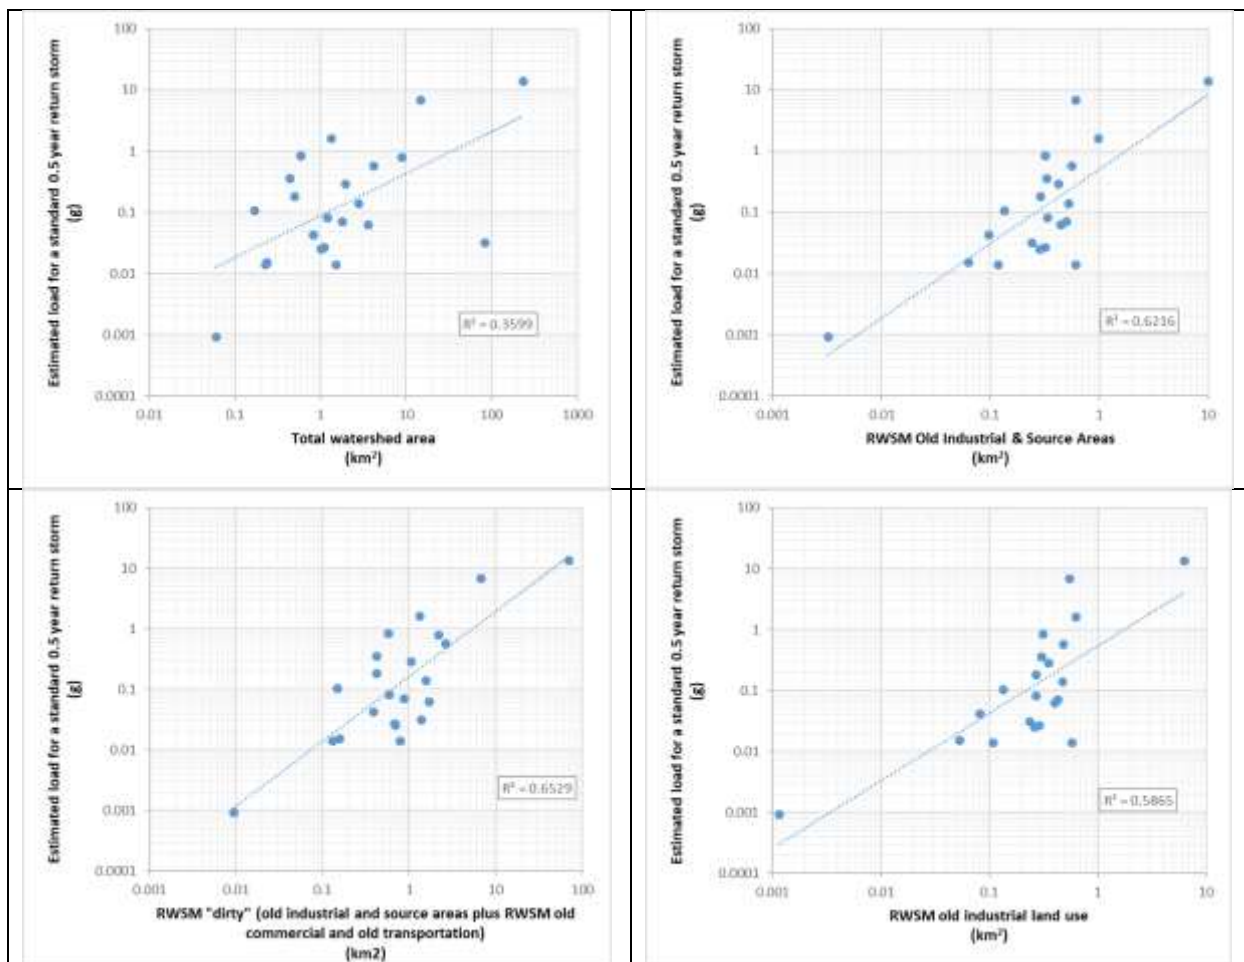 Estimated load for a standard 0.5 year return storm
(g)
100
10
1
0.1
0.01
0.001
0.0001
0.01
0.1
1
10
100
1000
R² = 0.3599
Total watershed area
(km²)
Estimated load for a standard 0.5 year return storm
(g)
100
10
1
0.1
0.01
0.001
0.0001
0.001
0.01
0.1
1
10
R² = 0.6236
RWSM Old Industrial & Source Areas
(km²)
Estimated load for a standard 0.5 year return storm
(g)
100
10
1
0.1
0.01
0.001
0.0001
0.001
0.01
0.1
1
10
100
R² = 0.6529
RWSM "dirty" (old industrial and source areas plus RWSM old
commercial and old transportation)
(km2)
Estimated load for a standard 0.5 year return storm
(g)
100
10
1
0.1
0.01
0.001
0.0001
0.001
0.01
0.1
1
10
R² = 0.5865
RWSM old industrial land use
(km²)